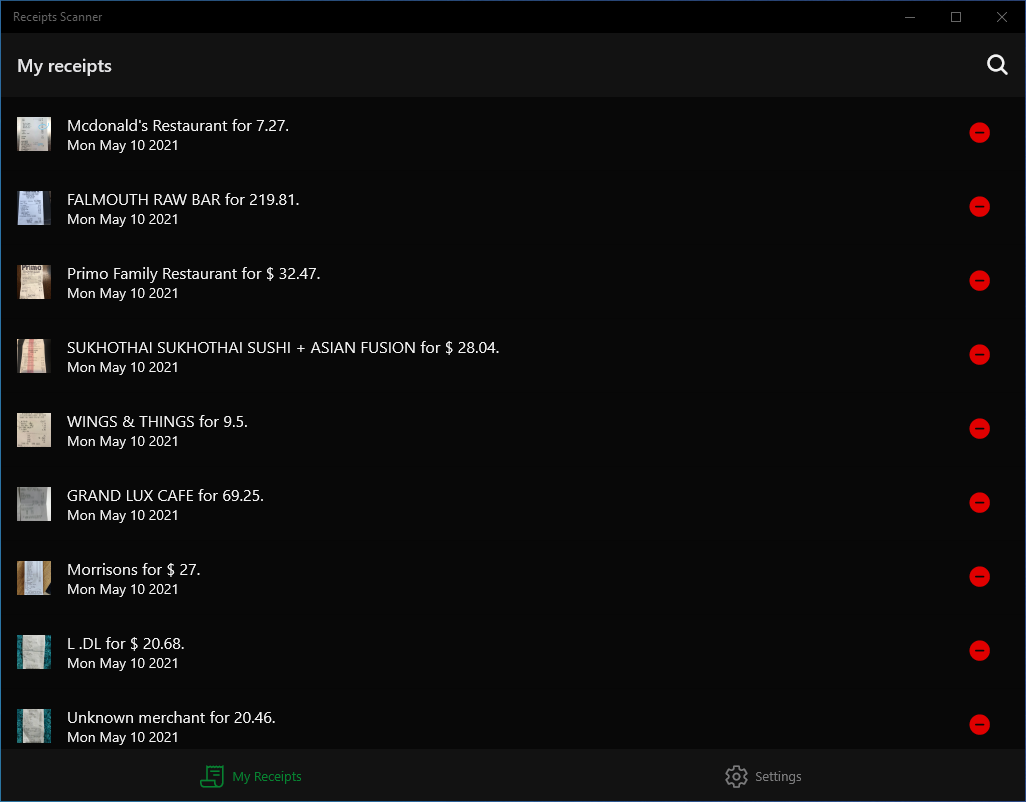 Receipts Scanner
My receipts
Mcdonald's Restaurant for 7.27.
Mon May 10 2021
FALMOUTH RAW BAR for 219.81.
Mon May 10 2021
Primo Family Restaurant for $ 32.47.
Mon May 10 2021
SUKHOTHAI SUKHOTHAI SUSHI + ASIAN FUSION for $ 28.04.
Mon May 10 2021
WINGS & THINGS for 9.5.
Mon May 10 2021
GRAND LUX CAFE for 69.25.
Mon May 10 2021
Morrisons for $ 27.
Mon May 10 2021
L .DL for $ 20.68.
Mon May 10 2021
Unknown merchant for 20.46.
Mon May 10 2021
My Receipts
Settings